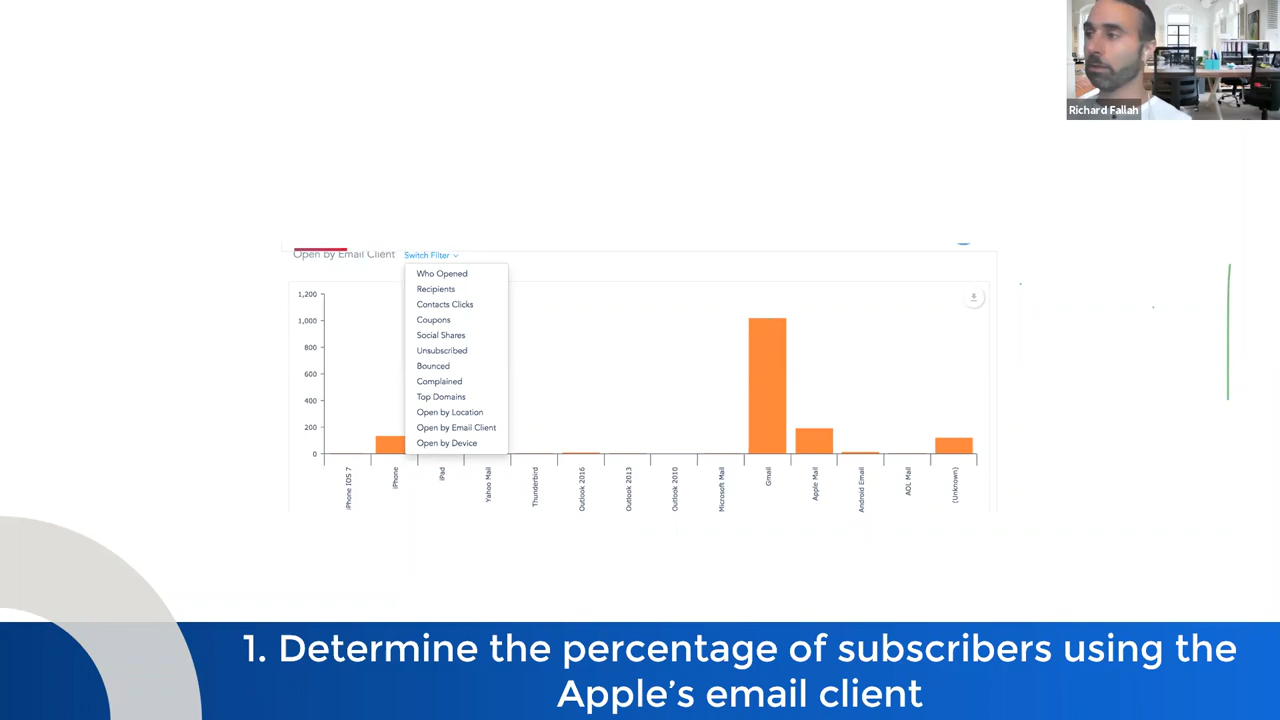 Richard Fallah
Open by Email Client Switch Filter
Who Opened
Recipients
Contacts Clicks
Coupons
Social Shares
Unsubscribed
Bounced
Complained
Top Domains
Open by Location
Open by Email Client
Open by Device
1,200
1,000
800
600
400
200
0
iPhone IOS 7
iPhone
iPad
Yahoo Mail
Thunderbird
Outlook 2016
Outlook 2013
Outlook 2010
Microsoft Mail
Gmail
Apple Mail
Android Email
AOL Mail
(Unknown)
1. Determine the percentage of subscribers using the
Apple’s email client